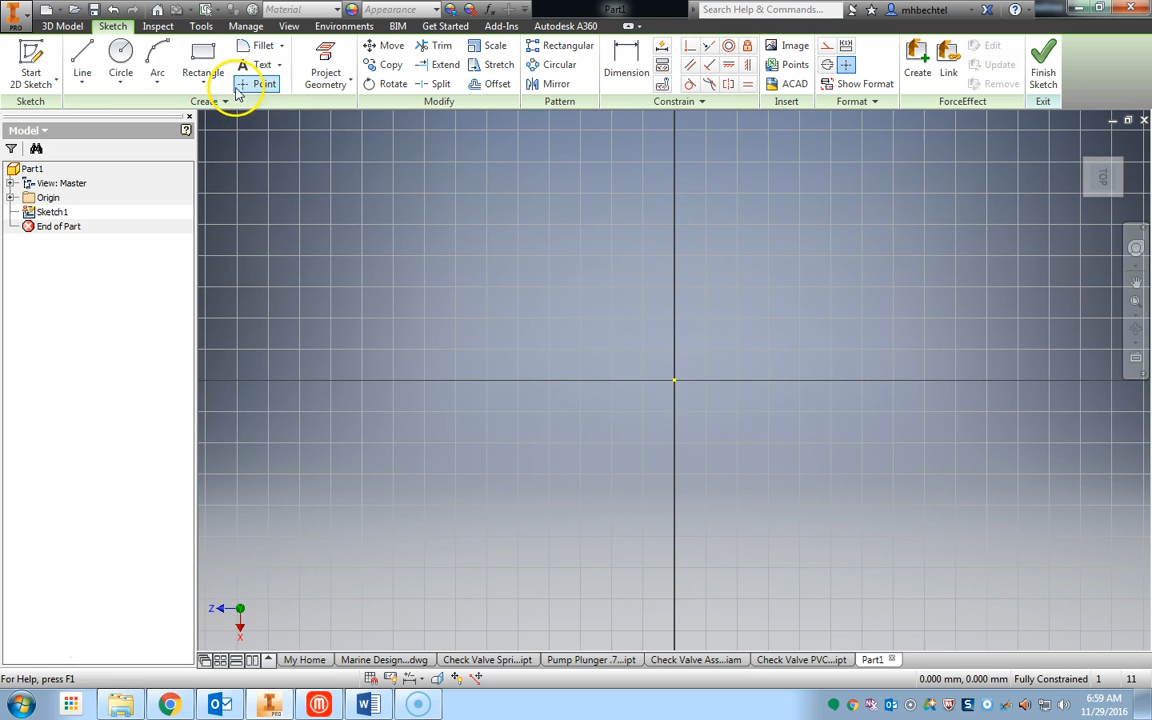 PRO
Material
Appearance
Part1
Search Help & Commands...
mhbechtel
3D Model
Sketch
Inspect
Tools
Manage
View
Environments
BIM
Get Started
Add-Ins
Autodesk A360
Start
2D Sketch
Line
Circle
Arc
Rectangle
Fillet
A Text
Point
Project
Geometry
Move
Copy
Rotate
Trim
Extend
Split
Scale
Stretch
Offset
Rectangular
Circular
Mirror
Dimension
Image
Points
ACAD
Show Format
Create
Link
Edit
Update
Remove
Finish
Sketch
Sketch
Create
Modify
Pattern
Constrain
Insert
Format
ForceEffect
Exit
Model
Part1
View: Master
Origin
Sketch1
End of Part
TOP
Z
X
My Home
Marine Design...dwg
Check Valve Spri...ipt
Pump Plunger .7...ipt
Check Valve Ass...iam
Check Valve PVC...ipt
Part1
For Help, press F1
0.000 mm, 0.000 mm
Fully Constrained
1
11
6:59 AM
11/29/2016